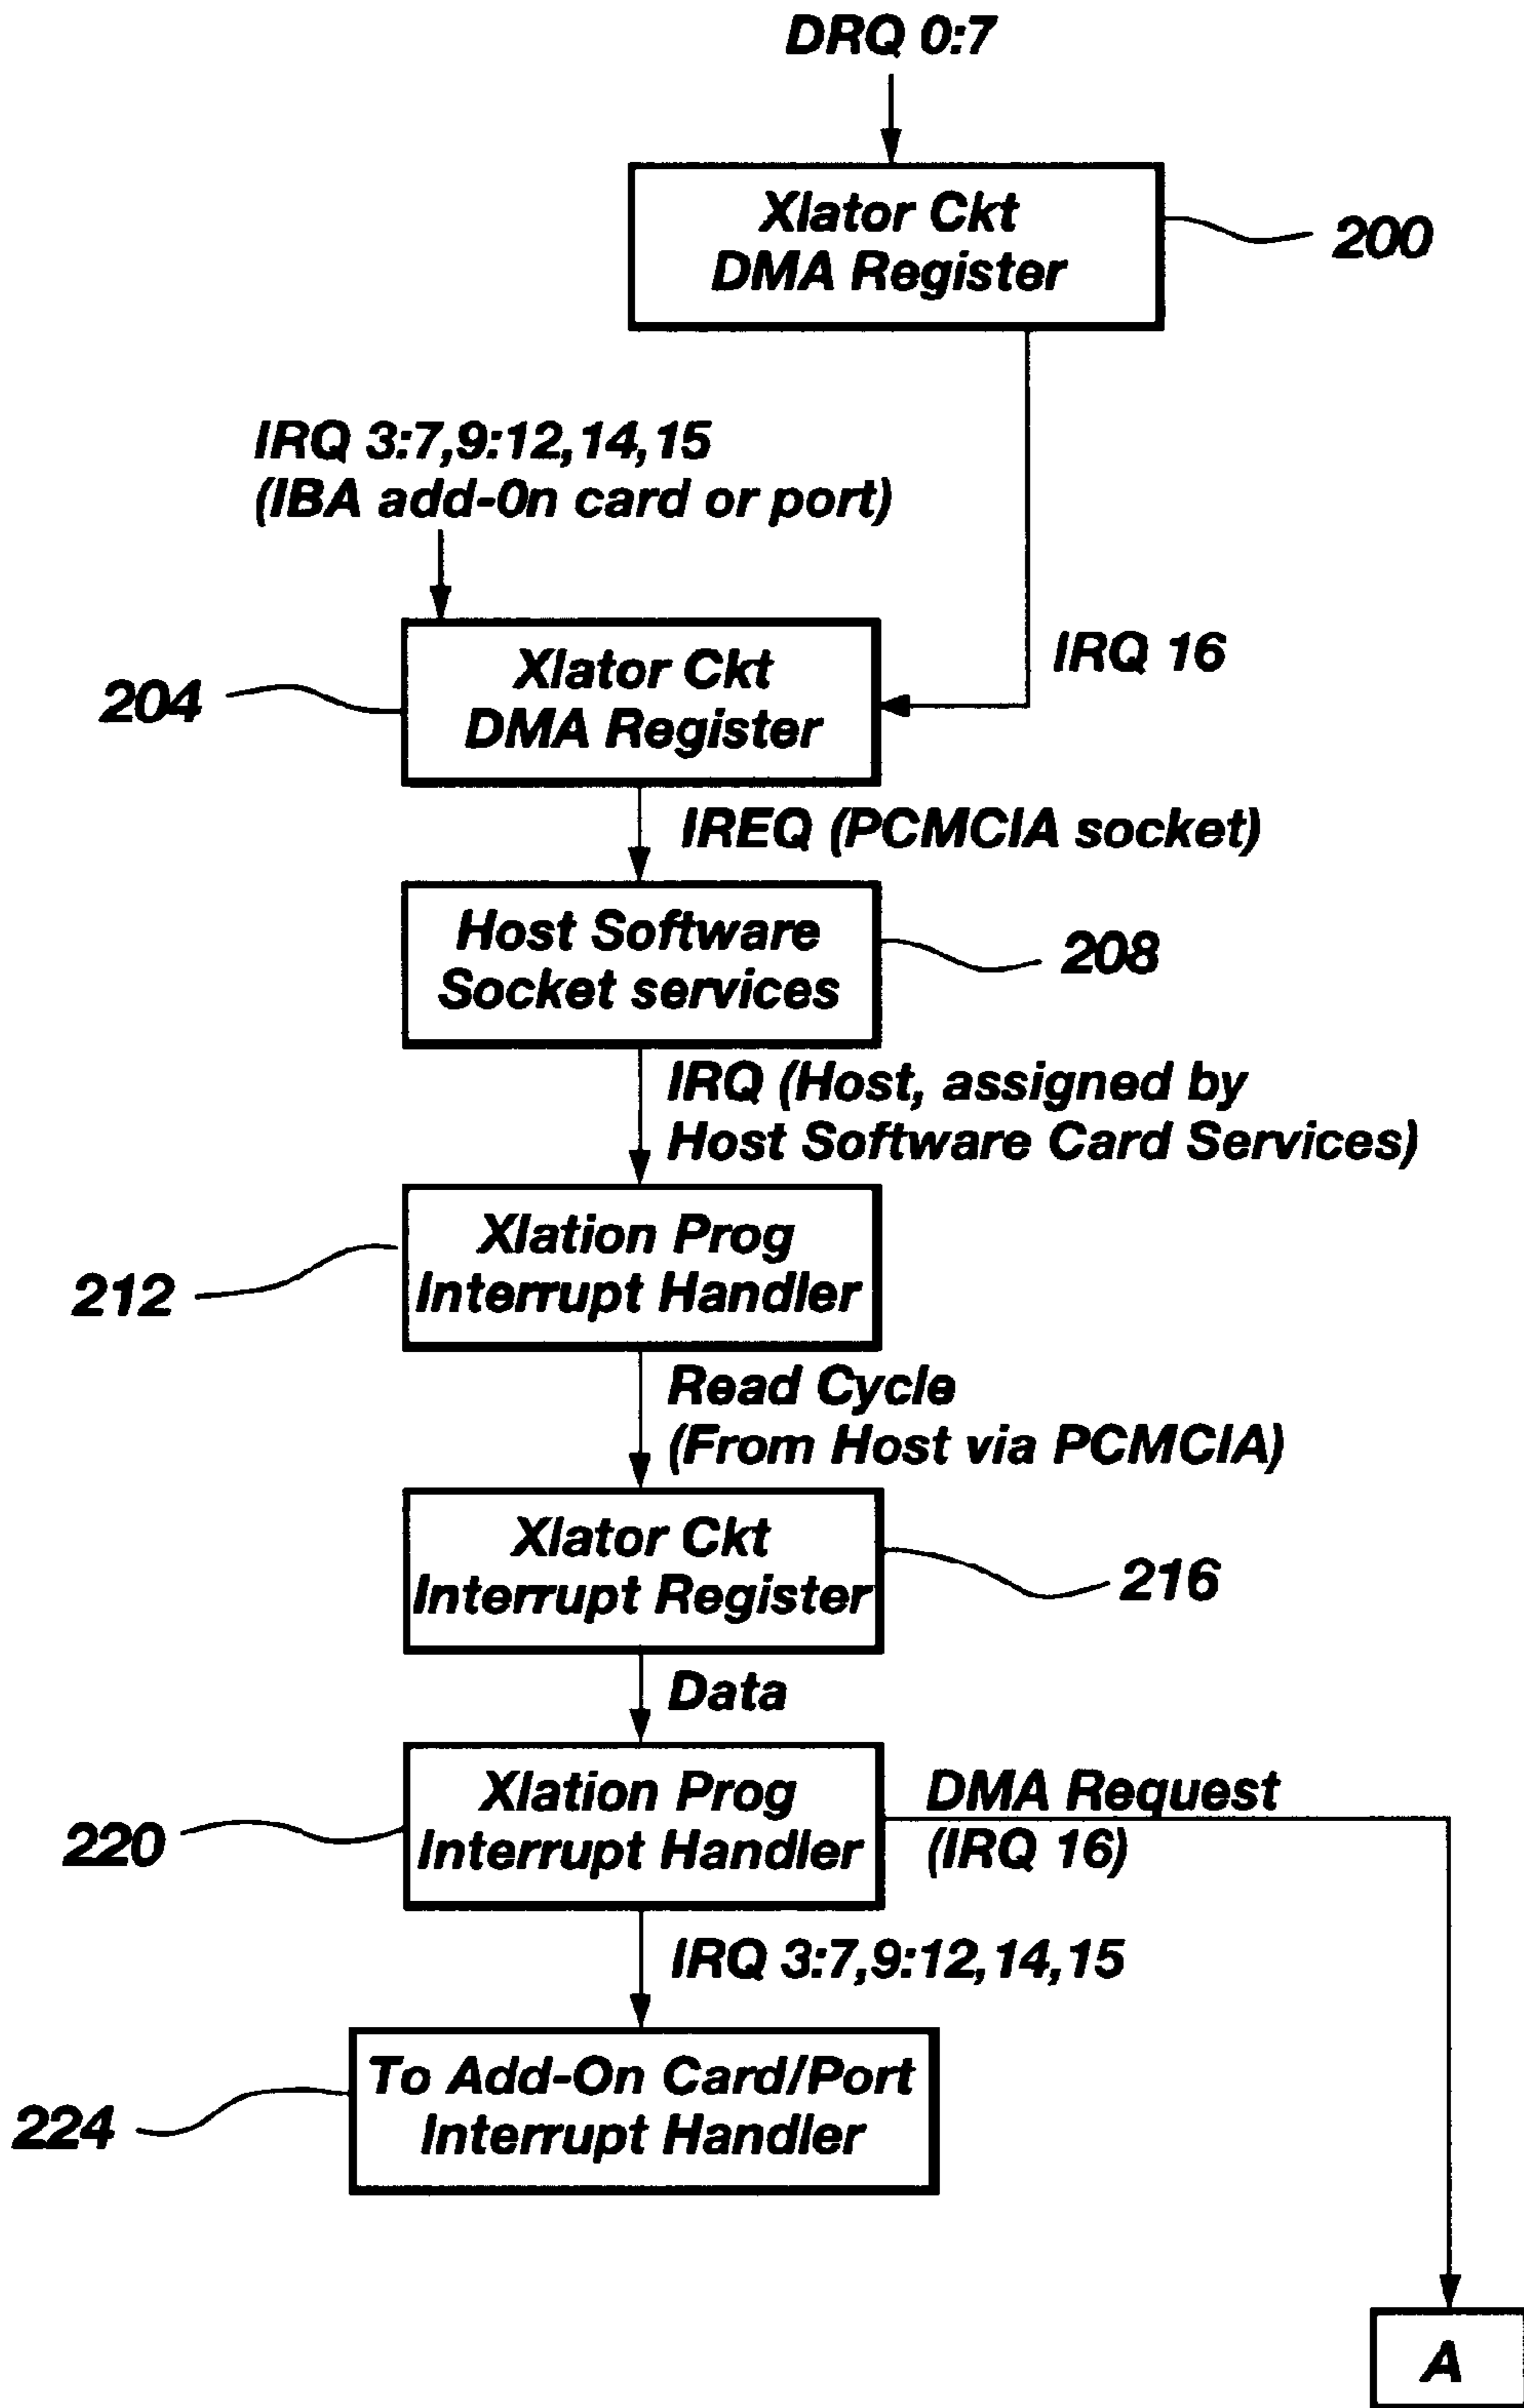 DRQ 0:7
Xlator Ckt
DMA Register
200
IRQ 3:7,9:12,14,15
(IBA add-On card or port)
IRQ 16
204
Xlator Ckt
DMA Register
IREQ (PCMCIA socket)
Host Software
Socket services
208
IRQ (Host, assigned by
Host Software Card Services)
212
Xlation Prog
Interrupt Handler
Read Cycle
(From Host via PCMCIA)
Xlator Ckt
Interrupt Register
216
Data
220
Xlation Prog
Interrupt Handler
DMA Request
(IRQ 16)
IRQ 3:7,9:12,14,15
224
To Add-On Card/Port
Interrupt Handler
A